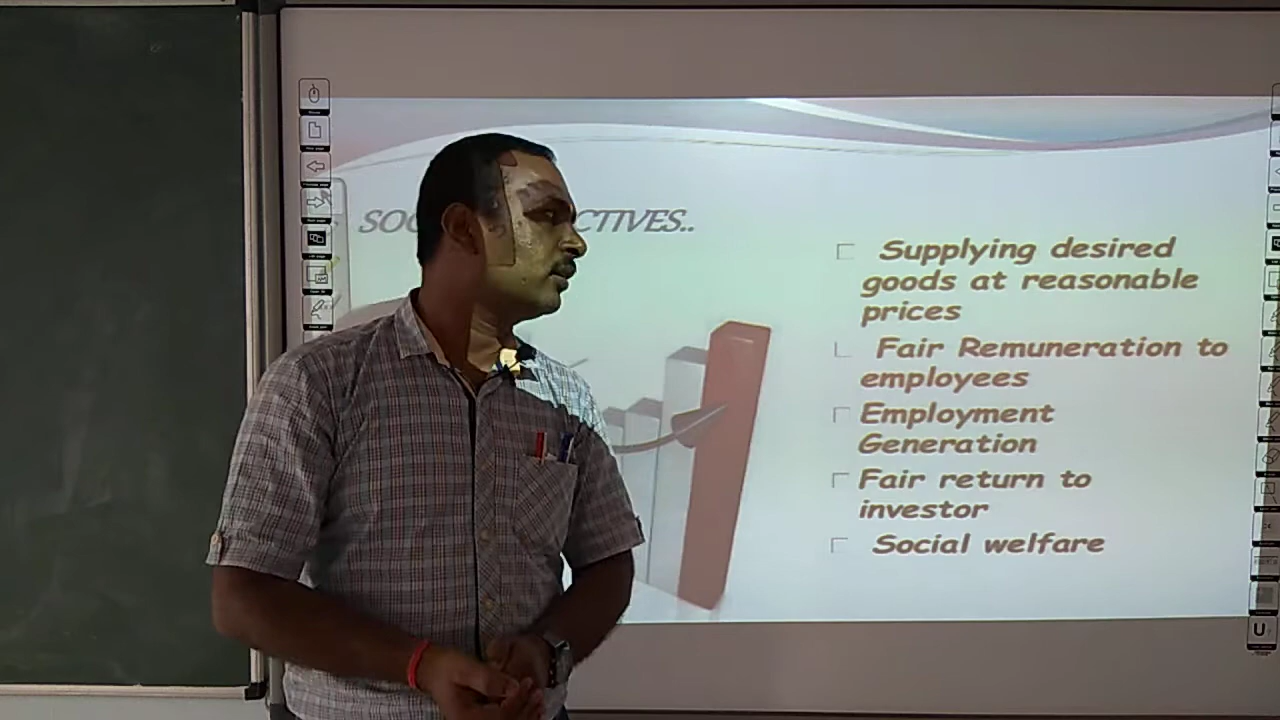 SOC CTIVES..
Supplying desired
goods at reasonable
prices
Fair Remuneration to
employees
Employment
Generation
Fair return to
investor
Social welfare